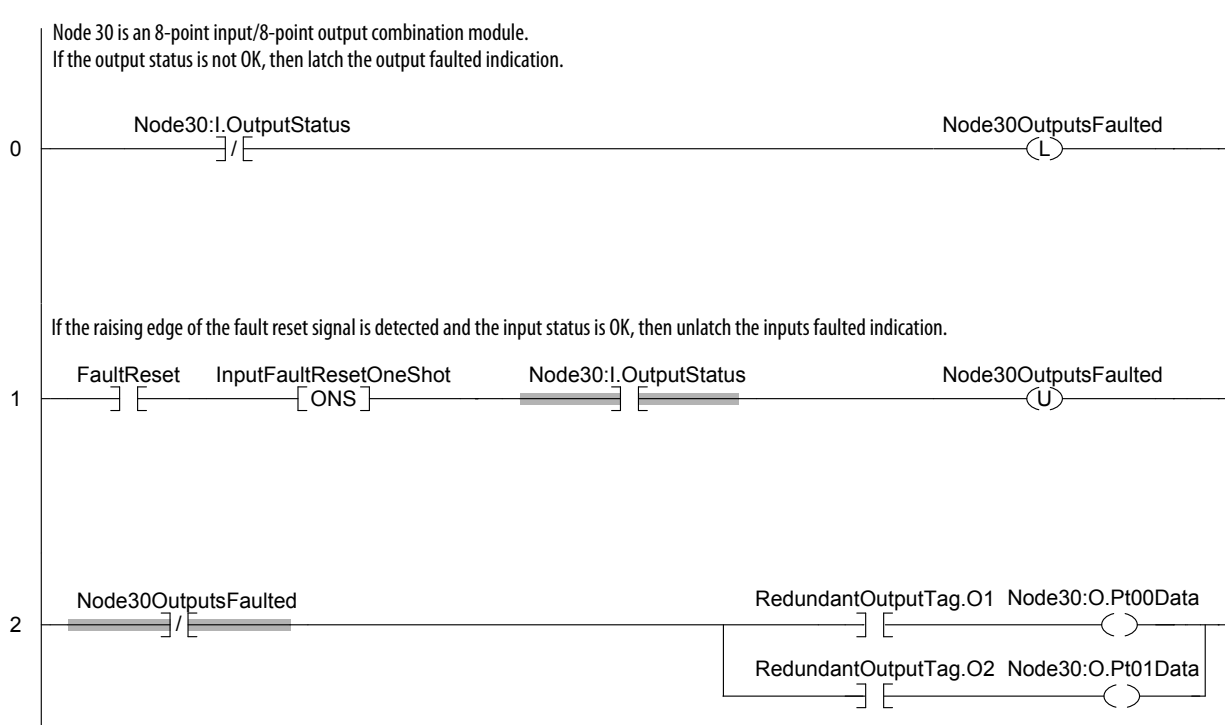 Node 30 is an 8-point input/8-point output combination module.
If the output status is not OK, then latch the output faulted indication.
Node30:I.OutputStatus Node30OutputsFaulted
0 / L
If the raising edge of the fault reset signal is detected and the input status is OK, then unlatch the inputs faulted indication.
FaultReset InputFaultResetOneShot Node30:I.OutputStatus Node30OutputsFaulted
1 ONS U
Node30OutputsFaulted RedundantOutputTag.O1 Node30:O.Pt00Data
2 /
RedundantOutputTag.O2 Node30:O.Pt01Data